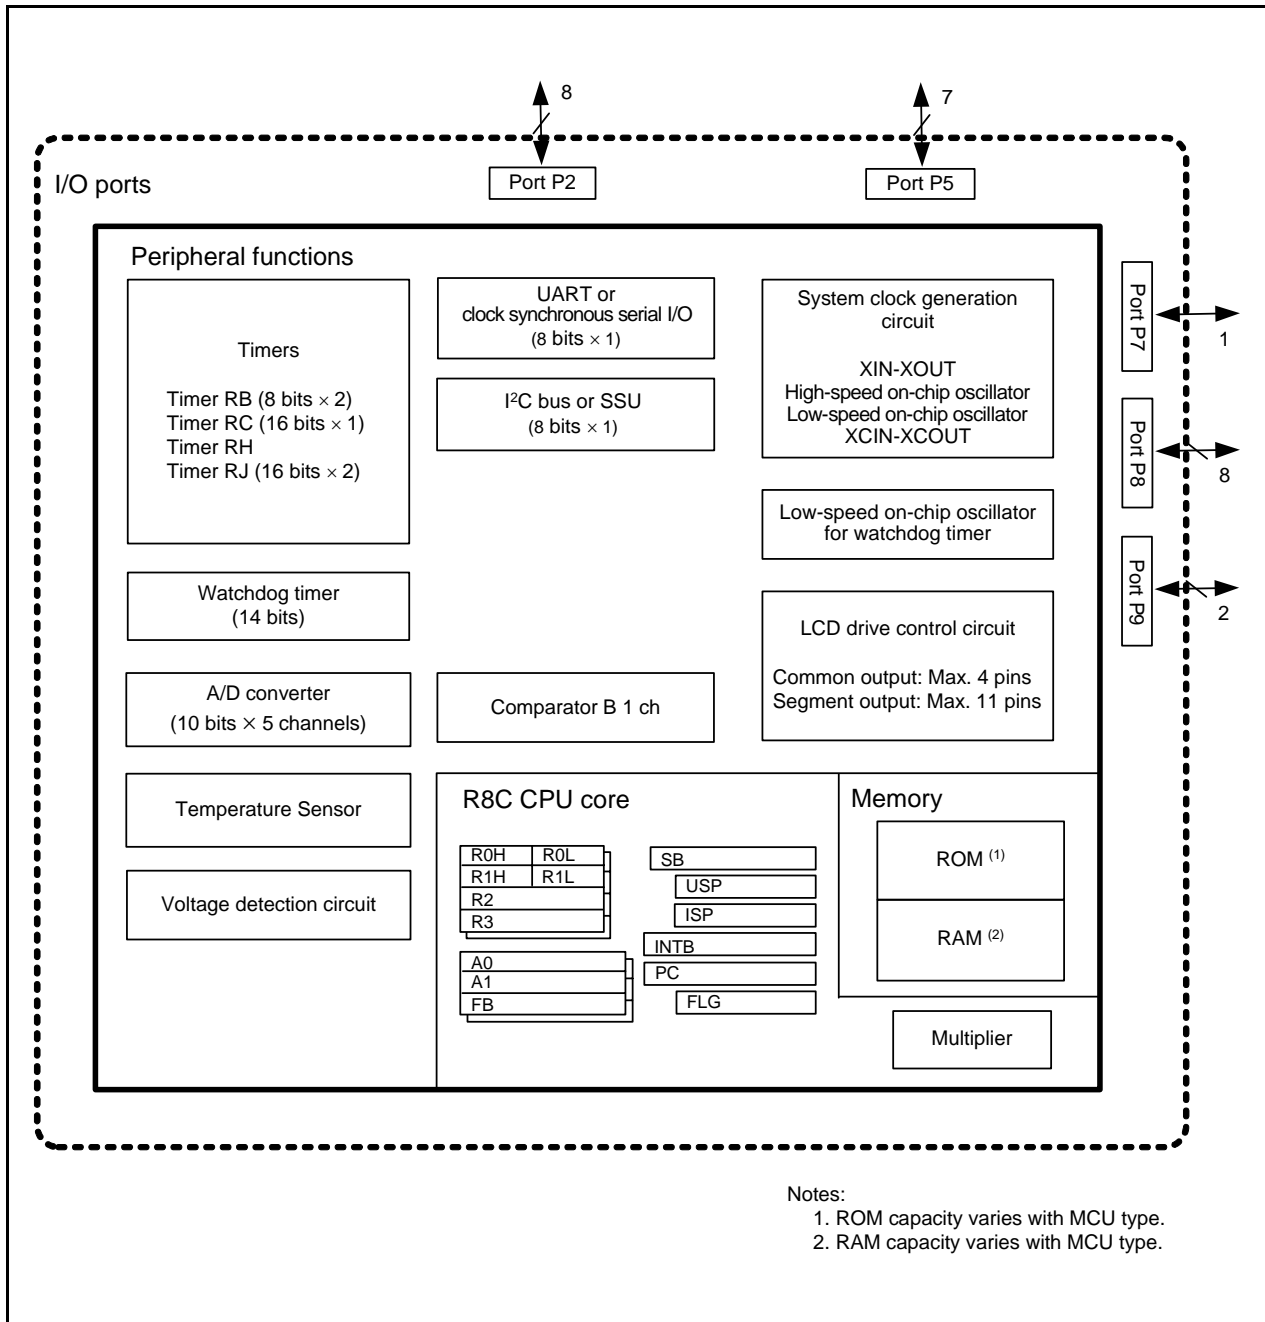 8
7
I/O ports
Port P2
Port P5
Peripheral functions
Timers
Timer RB (8 bits × 2)
Timer RC (16 bits × 1)
Timer RH
Timer RJ (16 bits × 2)
UART or
clock synchronous serial I/O
(8 bits × 1)
I²C bus or SSU
(8 bits × 1)
System clock generation
circuit
XIN-XOUT
High-speed on-chip oscillator
Low-speed on-chip oscillator
XCIN-XCOUT
Port P7
1
Port P8
8
Port P9
2
Low-speed on-chip oscillator
for watchdog timer
Watchdog timer
(14 bits)
LCD drive control circuit
Common output: Max. 4 pins
Segment output: Max. 11 pins
A/D converter
(10 bits × 5 channels)
Comparator B 1 ch
Temperature Sensor
Voltage detection circuit
R8C CPU core
R0H R0L
R1H R1L
R2
R3
A0
A1
FB
SB
USP
ISP
INTB
PC
FLG
Memory
ROM (1)
RAM (2)
Multiplier
Notes:
1. ROM capacity varies with MCU type.
2. RAM capacity varies with MCU type.